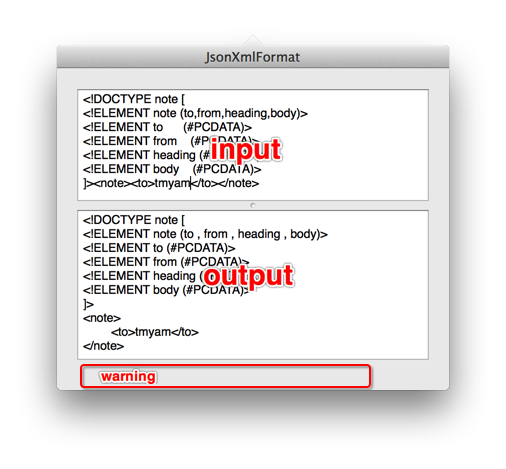 JsonXmlFormat
<!DOCTYPE note [
<!ELEMENT note (to,from,heading,body)>
<!ELEMENT to (#PCDATA)>
<!ELEMENT from (#PCDATA)>
input
<!ELEMENT heading (#
<!ELEMENT body (#PCDATA)>
]><note><to>tmyam</to></note>
<!DOCTYPE note [
<!ELEMENT note (to , from , heading , body)>
<!ELEMENT to (#PCDATA)>
<!ELEMENT from (#PCDATA)>
output
<!ELEMENT heading
<!ELEMENT body (#PCDATA)>
]>
<note>
<to>tmyam</to>
</note>
warning